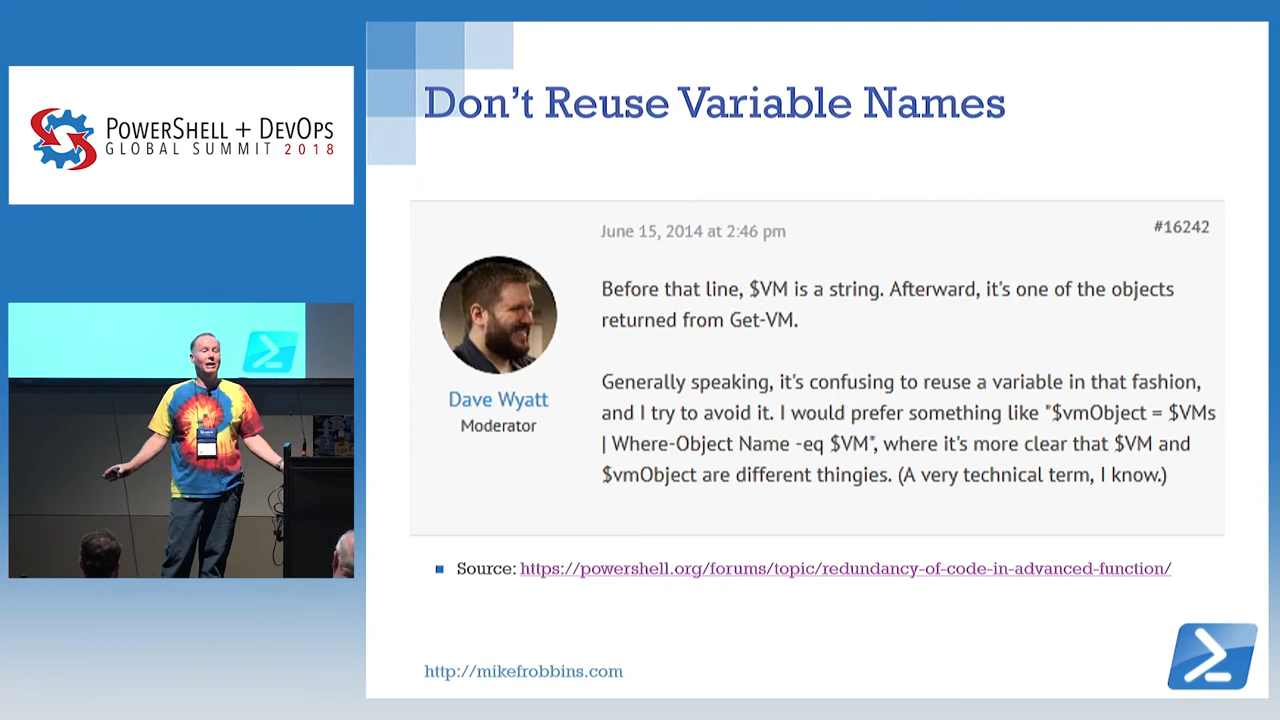 POWERSHELL + DEVOPS
GLOBAL SUMMIT 2018
Don't Reuse Variable Names
June 15, 2014 at 2:46 pm
#16242
Before that line, $VM is a string. Afterward, it's one of the objects
returned from Get-VM.
Generally speaking, it's confusing to reuse a variable in that fashion,
and I try to avoid it. I would prefer something like "$vmObject = $VMs
| Where-Object Name -eq $VM", where it's more clear that $VM and
$vmObject are different thingies. (A very technical term, I know.)
Dave Wyatt
Moderator
Source: https://powershell.org/forums/topic/redundancy-of-code-in-advanced-function/
http://mikefrobbins.com